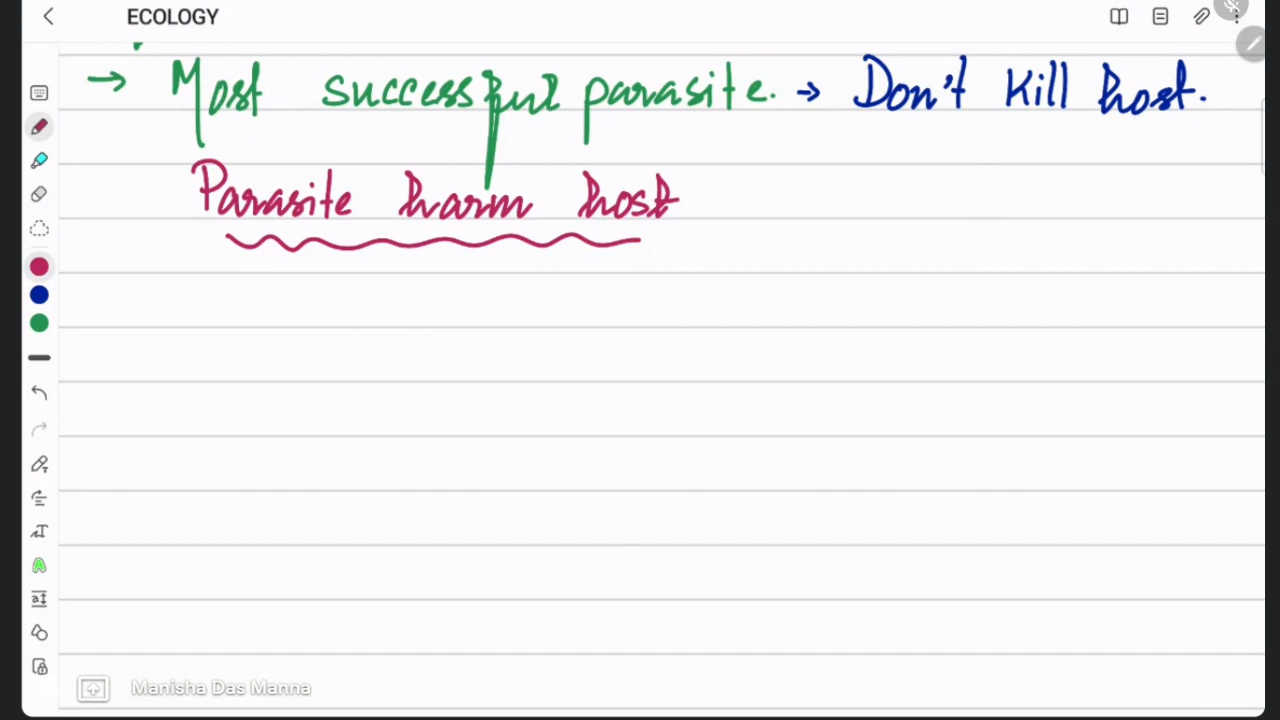 ECOLOGY
→ Most successful parasite. → Don't Kill host.
Parasite harm host
Manisha Das Manna